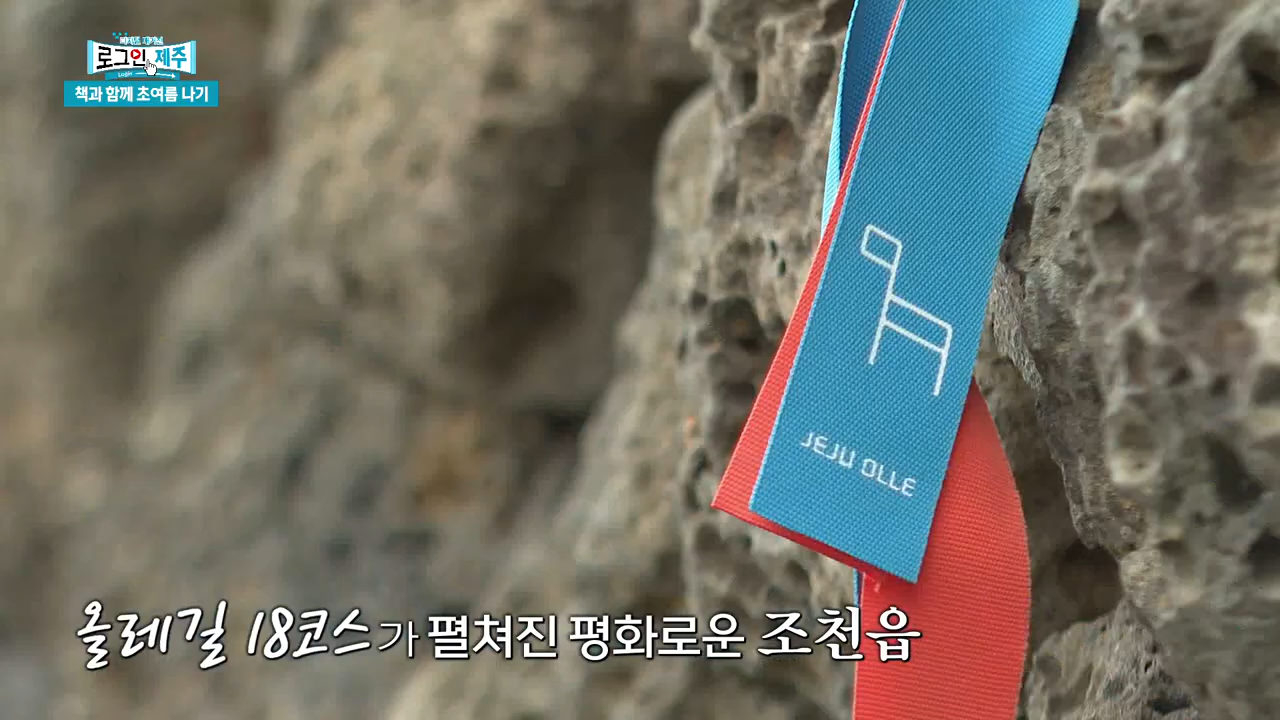 로그인 제주
Login
책과 함께 초여름 나기
JEJU OLLE
올레길 18코스가 펼쳐진 평화로운 조천읍